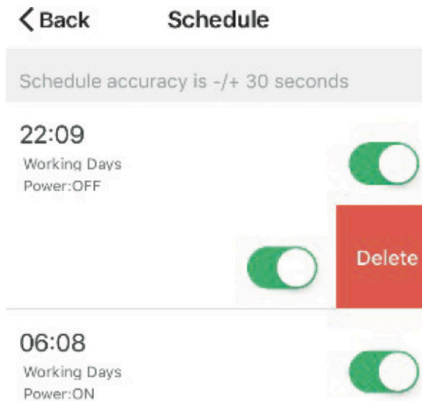 Back Schedule
Schedule accuracy is -/+ 30 seconds
22:09
Working Days
Power:OFF
Delete
06:08
Working Days
Power:ON